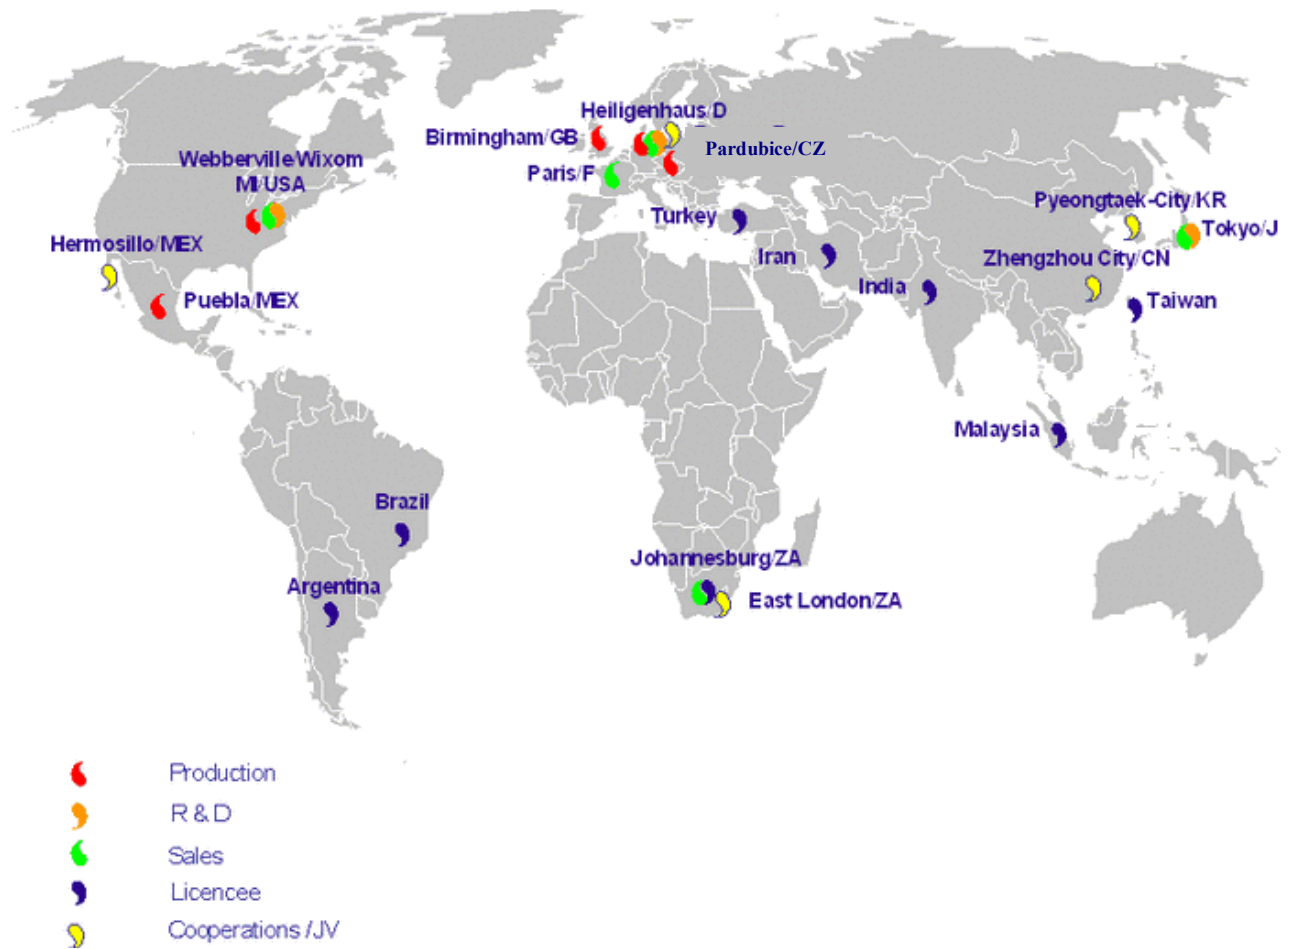 Heiligenhaus/D
Birmingham/GB
Pardubice/CZ
Webberville/Wixom
MI/USA
Paris/F
Pyeongtaek-City/KR
Turkey
Tokyo/J
Hermosillo/MEX
Iran
Zhengzhou City/CN
India
Puebla/MEX
Taiwan
Malaysia
Brazil
Johannesburg/ZA
Argentina
East London/ZA
Production
R & D
Sales
Licencee
Cooperations /JV